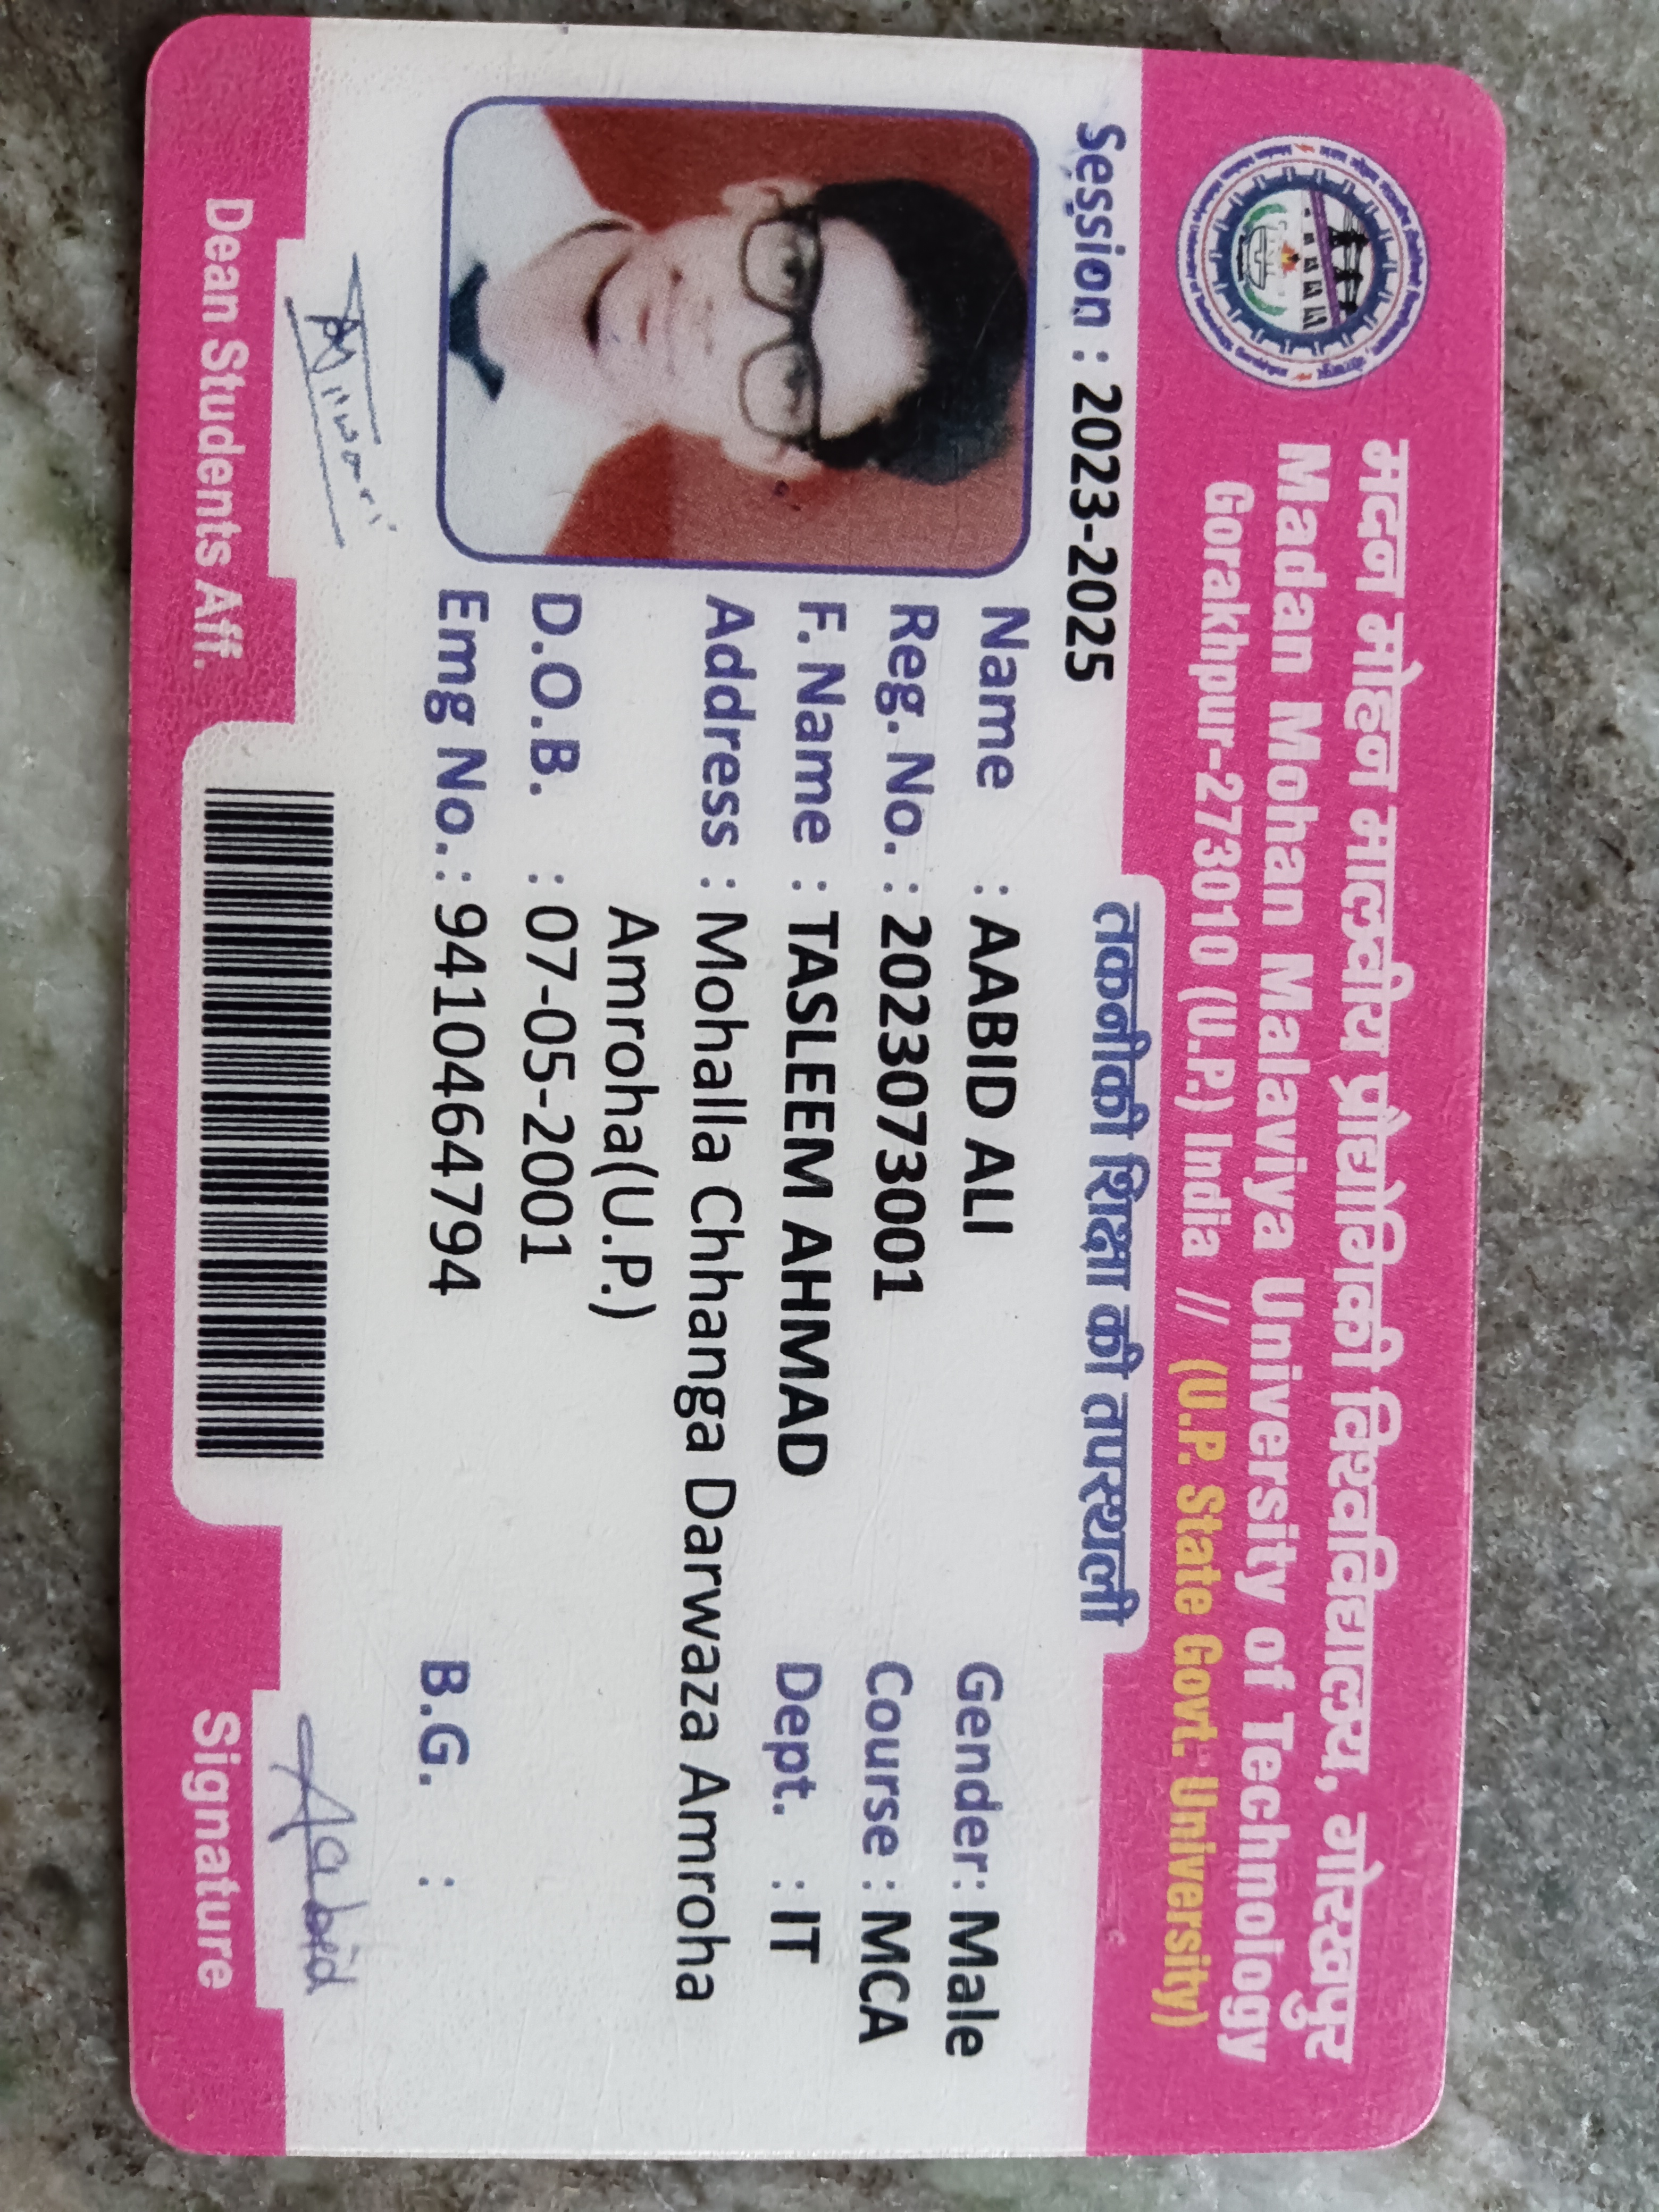 मदन मोहन मालवीय प्रौद्योगिकी विश्वविद्यालय, गोरखपुर
Madan Mohan Malaviya University of Technology
Gorakhpur-273010 (U.P.) India // (U.P. State Govt. University)
तकनीकी शिक्षा की तपस्थली
Session : 2023-2025
Name : AABID ALI
Gender: Male
Reg. No. : 2023073001
Course : MCA
F. Name : TASLEEM AHMAD
Dept. : IT
Address : Mohalla Chhanga Darwaza Amroha
Amroha(U.P.)
D.O.B. : 07-05-2001
Emg No. : 9410464794
B.G. :
Aabid
Dean Students Aff.
Signature